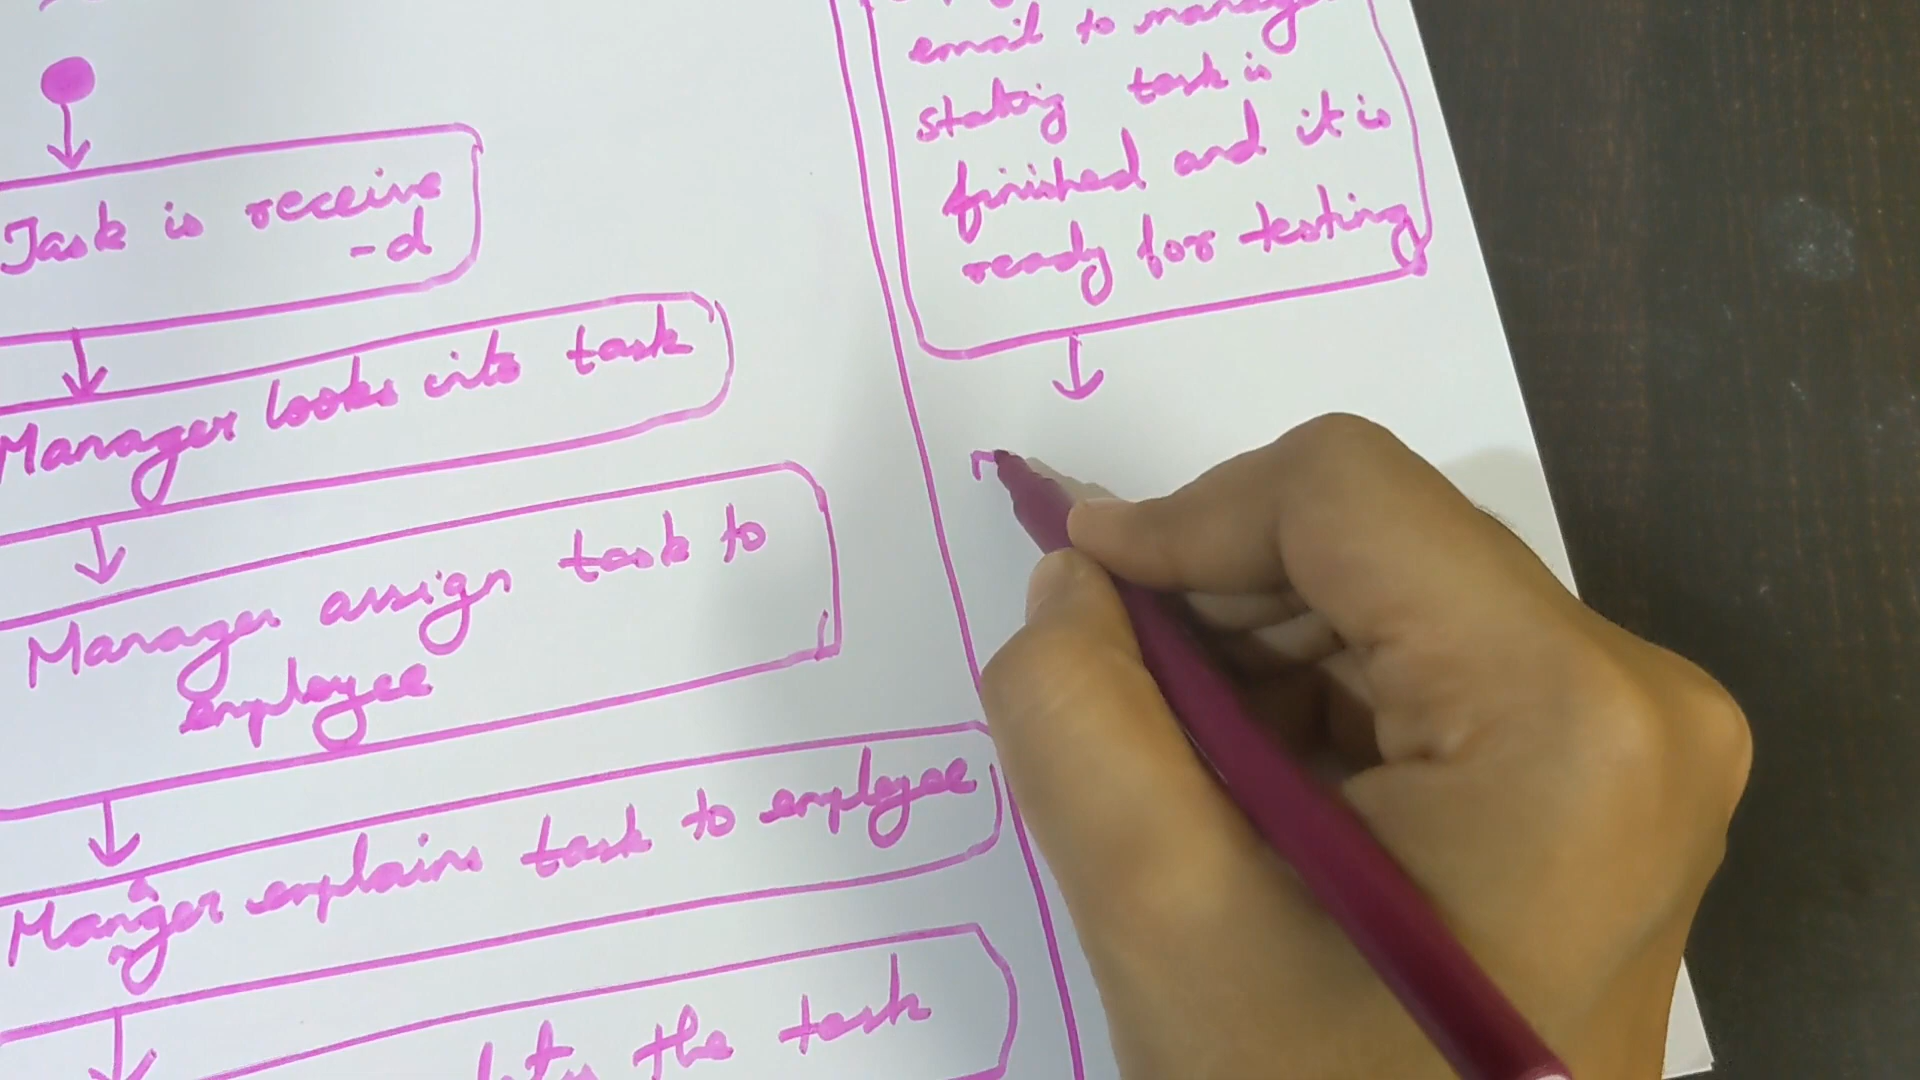 Task is receive
-d
Manager looks into task
Manager assign task to
employee
Manager explains task to employee
the task
email to manager
stating task is
finished and it is
ready for testing